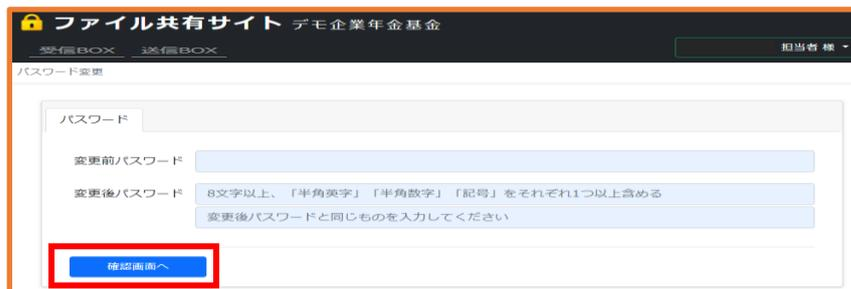 ファイル共有サイト デモ企業年金基金
受信BOX 送信BOX 担当者 様
パスワード変更
パスワード
変更前パスワード
変更後パスワード 8文字以上、「半角英字」「半角数字」「記号」をそれぞれ1つ以上含める
変更後パスワードと同じものを入力してください
確認画面へ